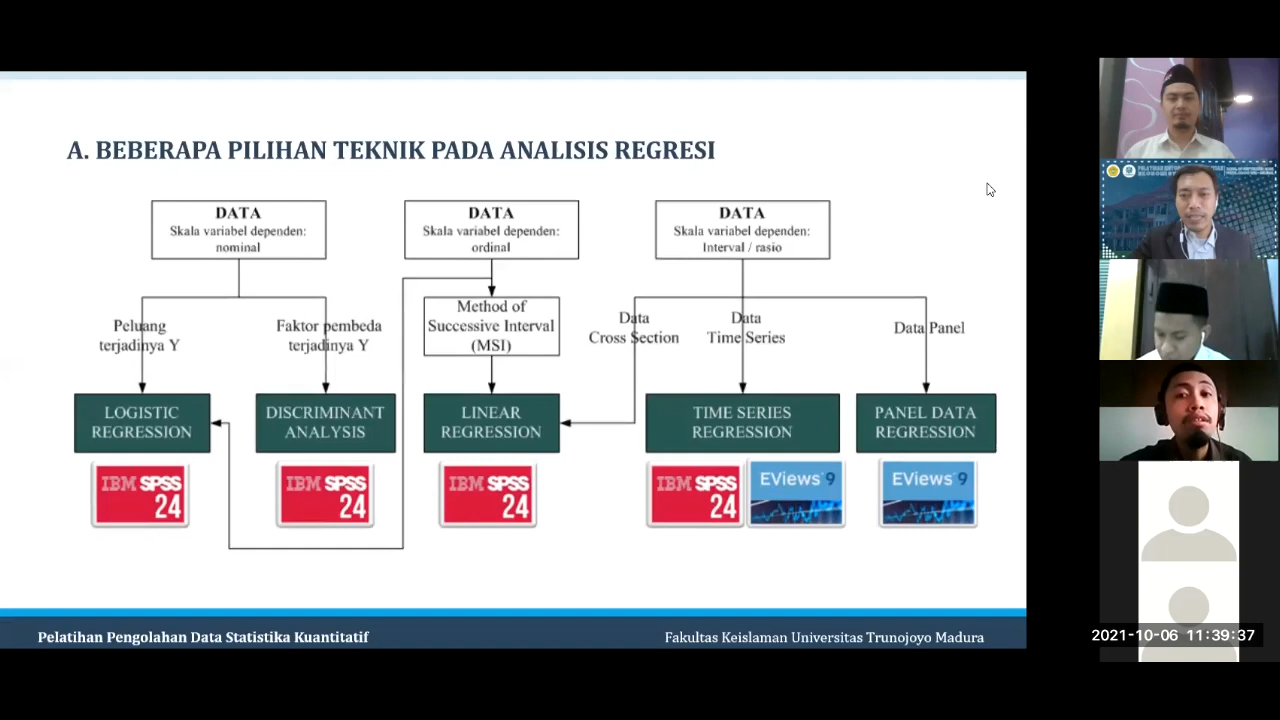 A. BEBERAPA PILIHAN TEKNIK PADA ANALISIS REGRESI
DATA
Skala variabel dependen:
nominal
DATA
Skala variabel dependen:
ordinal
DATA
Skala variabel dependen:
Interval / rasio
Peluang
terjadinya Y
Faktor pembeda
terjadinya Y
Method of
Successive Interval
(MSI)
Data
Cross Section
Data
Time Series
Data Panel
LOGISTIC
REGRESSION
DISCRIMINANT
ANALYSIS
LINEAR
REGRESSION
TIME SERIES
REGRESSION
PANEL DATA
REGRESSION
IBM SPSS
24
IBM SPSS
24
IBM SPSS
24
IBM SPSS
24
EViews 9
EViews 9
Pelatihan Pengolahan Data Statistika Kuantitatif
Fakultas Keislaman Universitas Trunojoyo Madura
2021-10-06 11:39:37